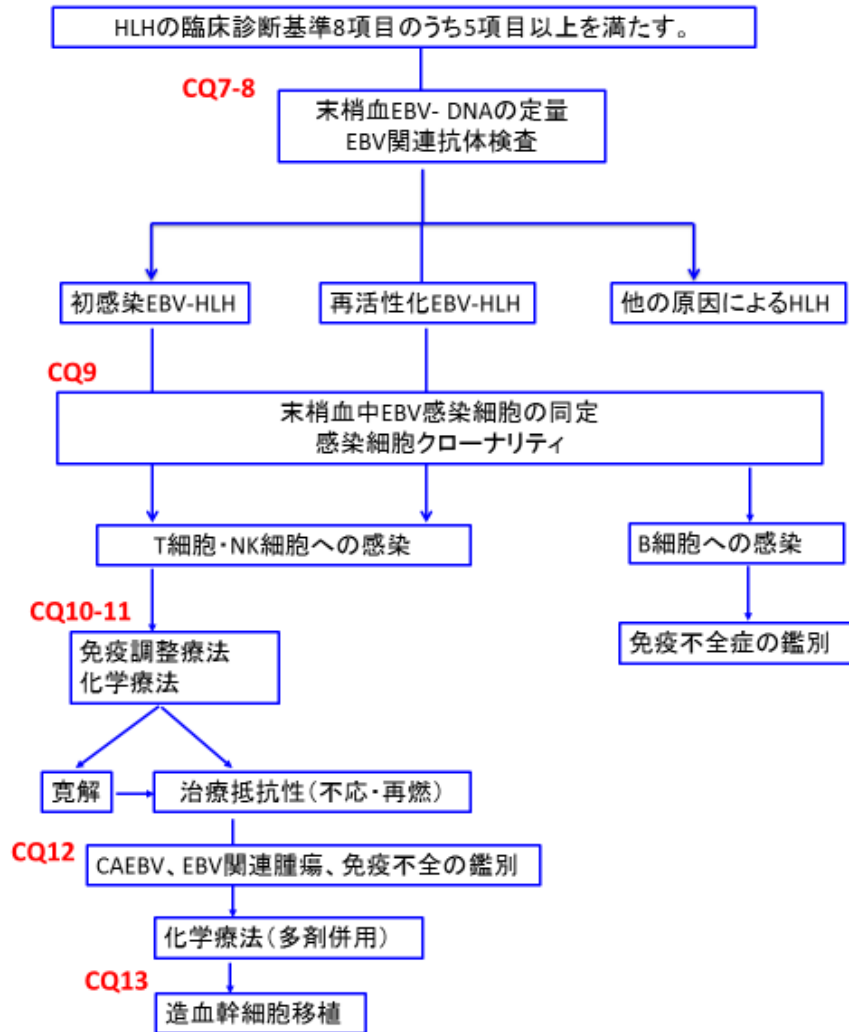 HLHの臨床診断基準8項目のうち5項目以上を満たす。
CQ7-8
末梢血EBV- DNAの定量
EBV関連抗体検査
初感染EBV-HLH
再活性化EBV-HLH
他の原因によるHLH
CQ9
末梢血中EBV感染細胞の同定
感染細胞クローナリティ
T細胞・NK細胞への感染
B細胞への感染
CQ10-11
免疫調整療法
化学療法
免疫不全症の鑑別
寛解
治療抵抗性(不応・再燃)
CQ12
CAEBV、EBV関連腫瘍、免疫不全の鑑別
化学療法(多剤併用)
CQ13
造血幹細胞移植